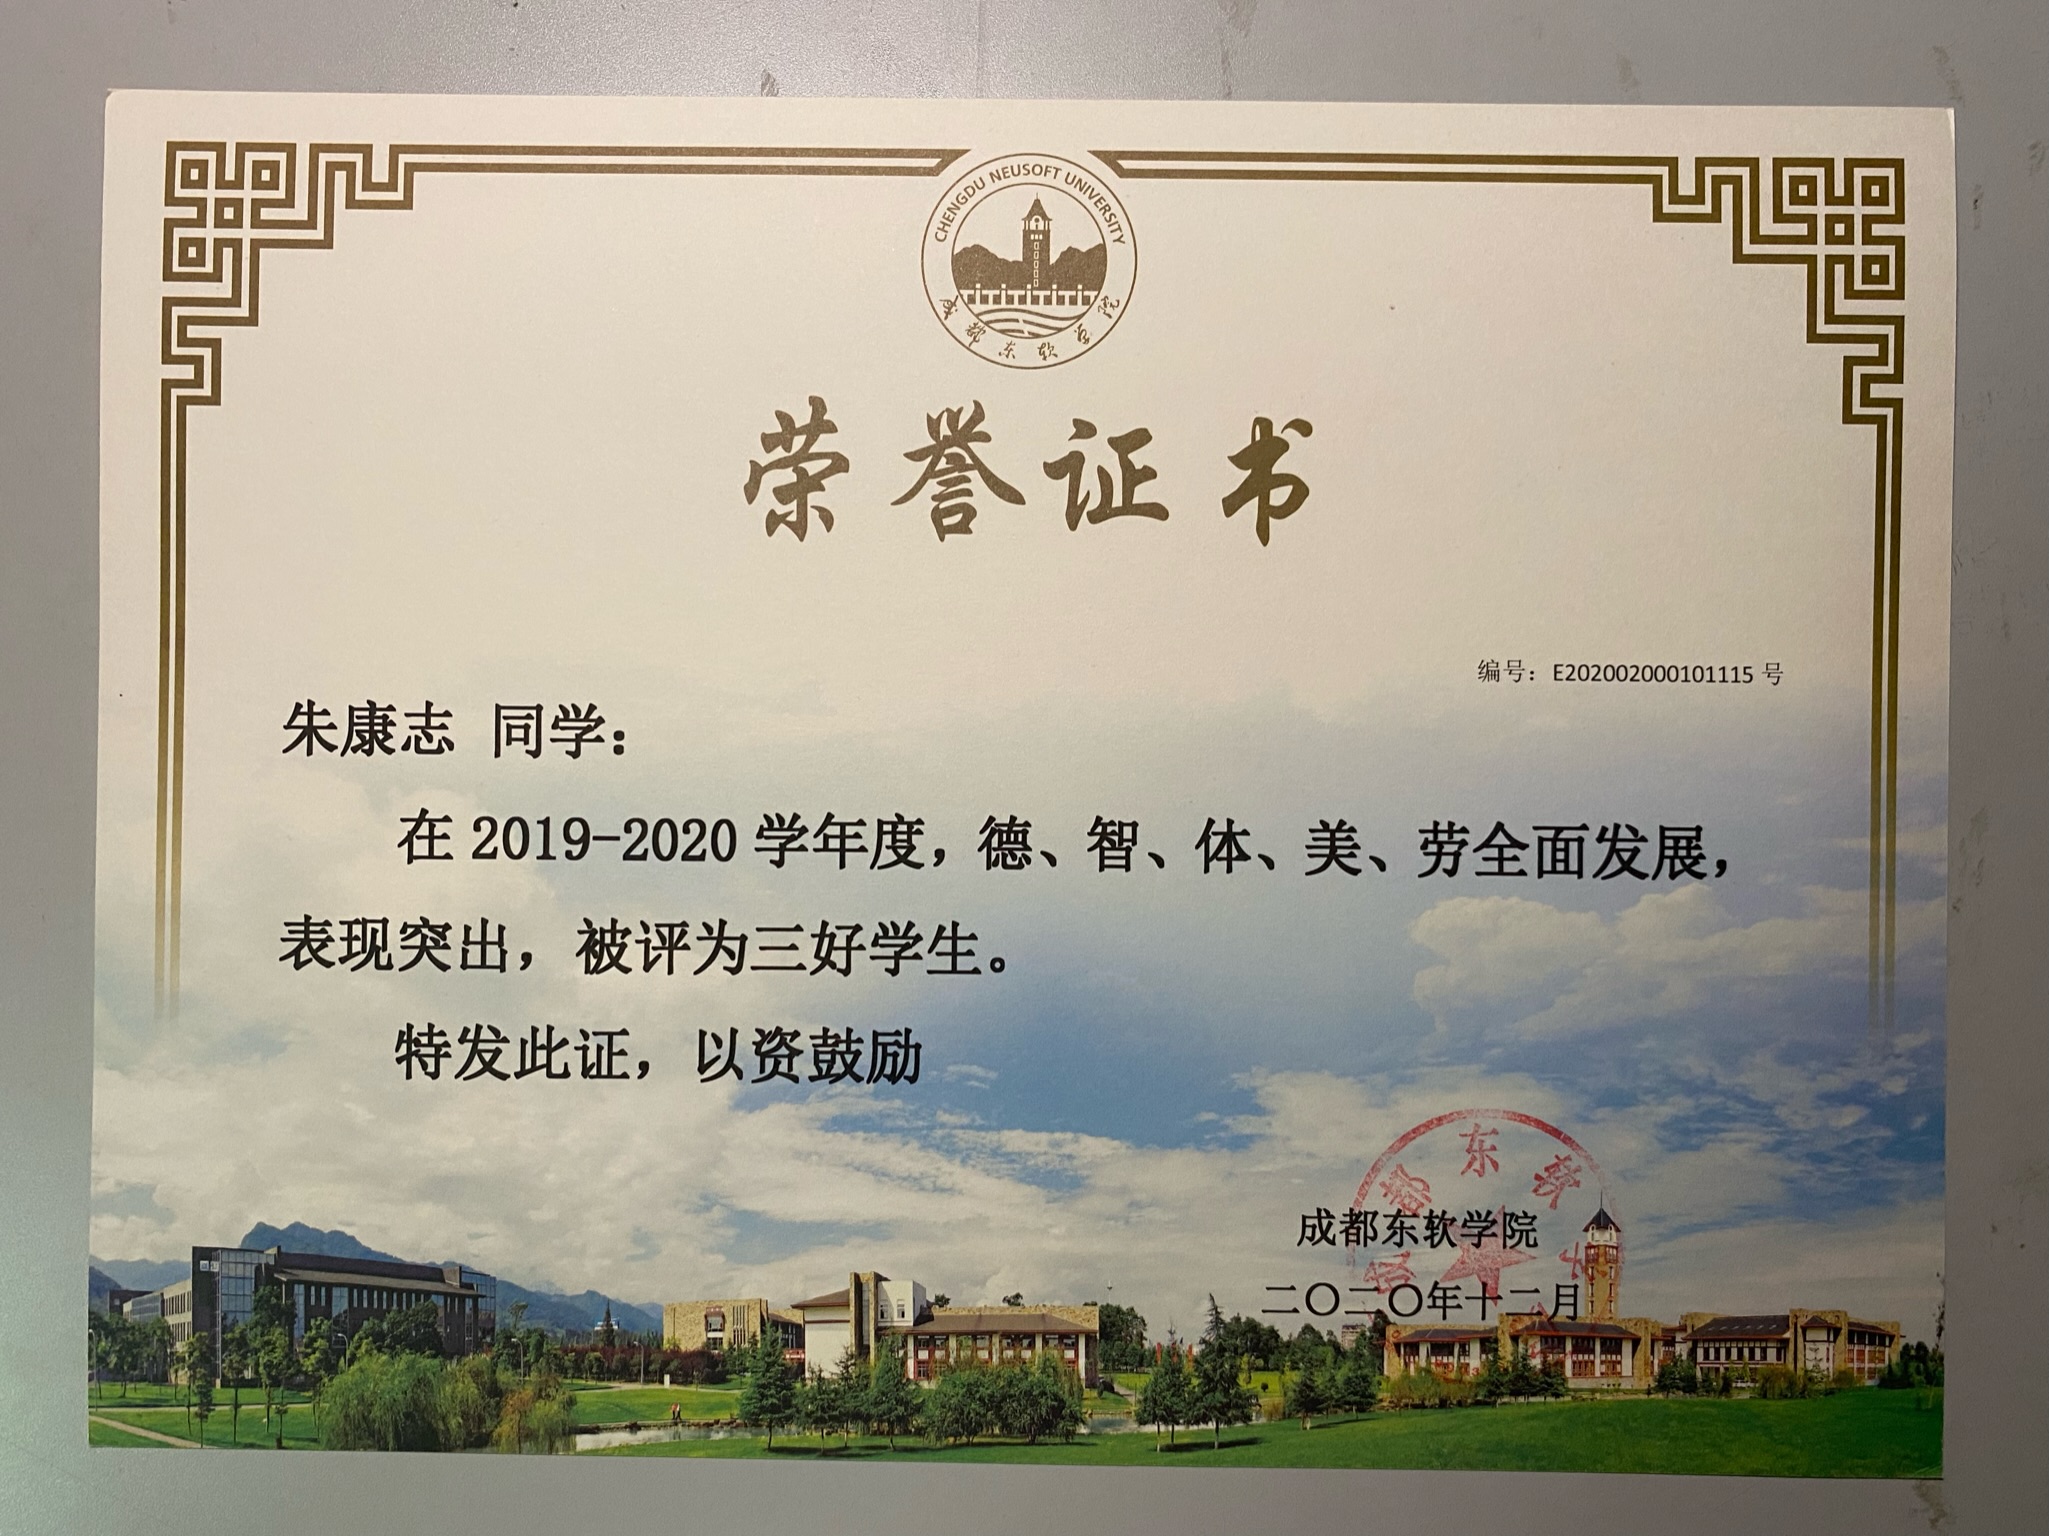 CHENGDU NEUSOFT UNIVERSITY
成都东软学院
荣誉证书
编号：E202002000101115 号
朱康志 同学：
在 2019-2020 学年度，德、智、体、美、劳全面发展，
表现突出，被评为三好学生。
特发此证，以资鼓励
成都东软
成都东软学院
二〇二〇年十二月